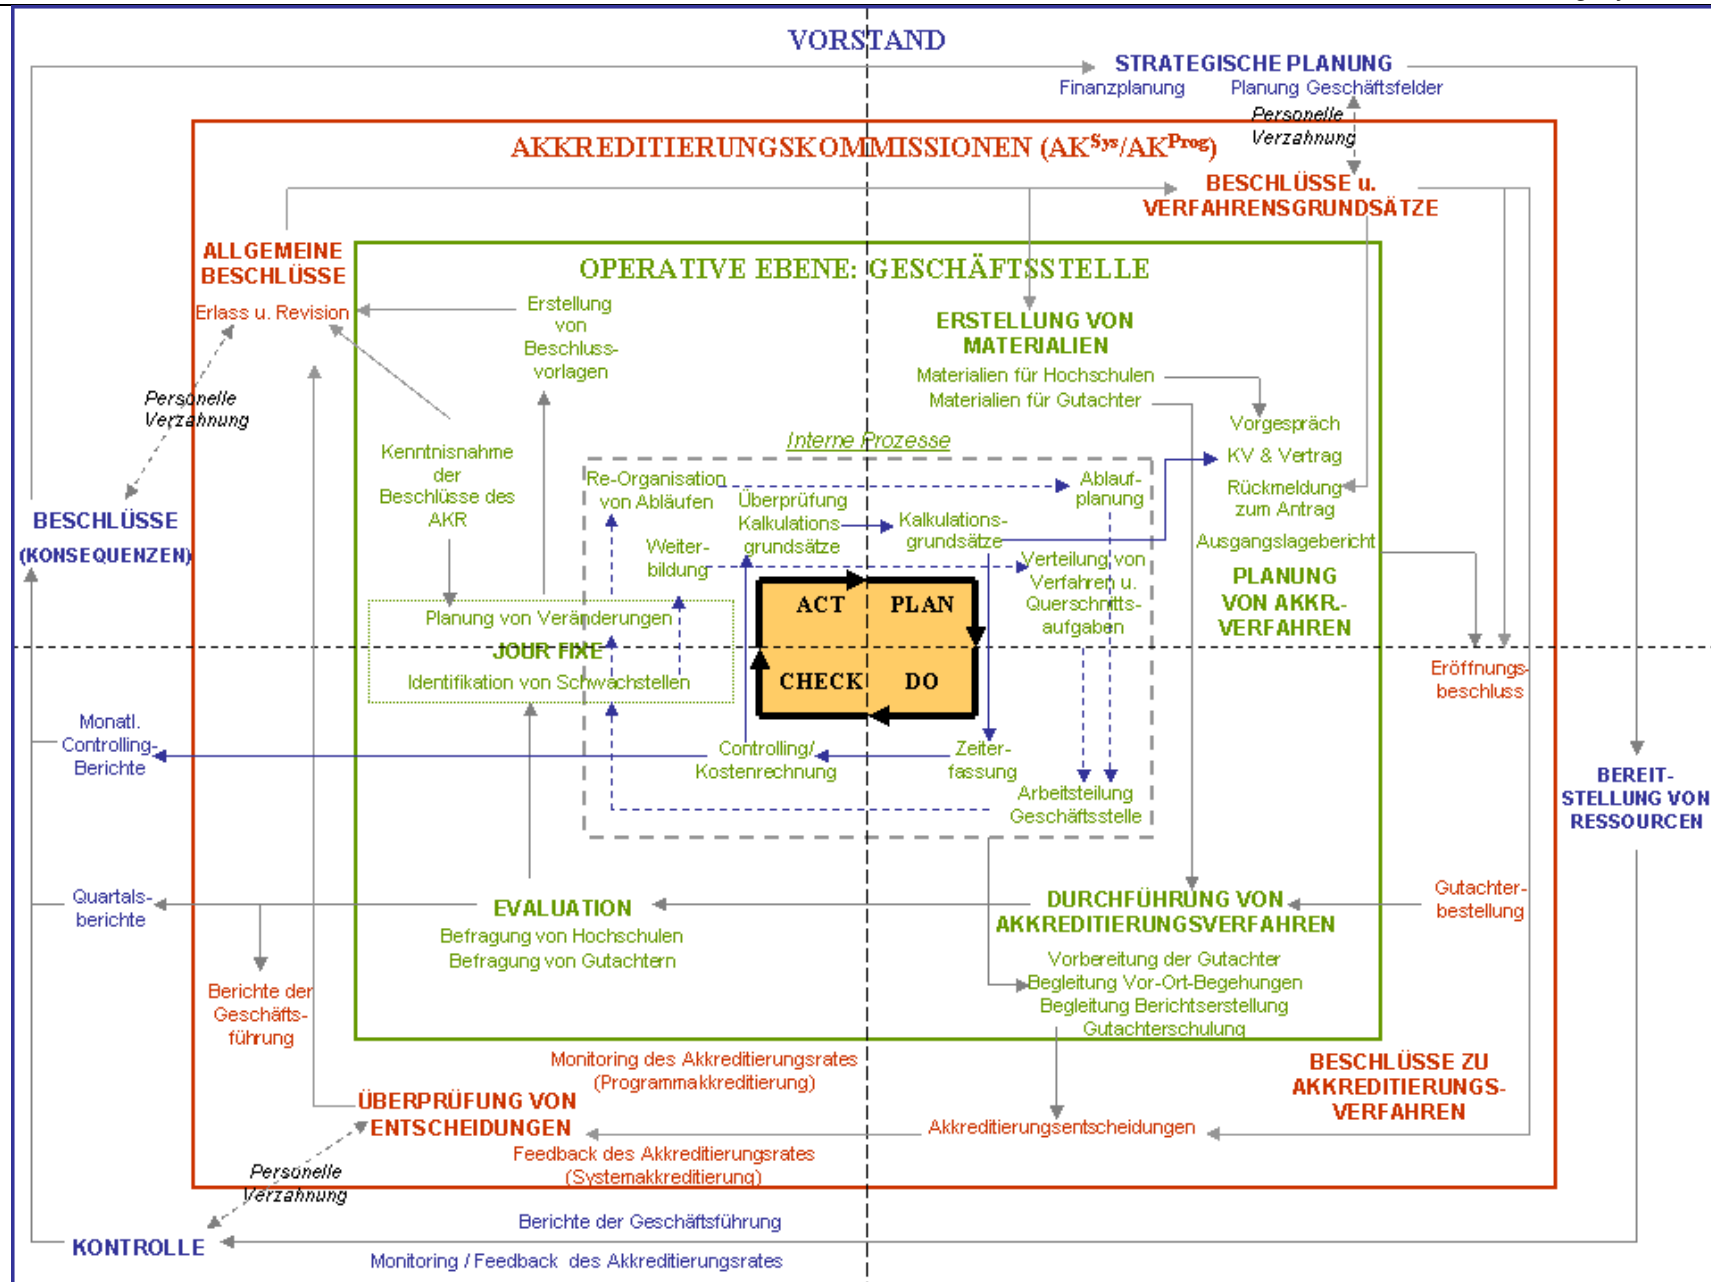 VORSTAND
STRATEGISCHE PLANUNG
Finanzplanung
Planung Geschäftsfelder
Personelle
Verzahnung
AKKREDITIERUNGSKOMMISSIONEN (AK^Sys/AK^Prog)
BESCHLÜSSE u.
VERFAHRENSGRUNDSÄTZE
ALLGEMEINE
BESCHLÜSSE
Erlass u. Revision
OPERATIVE EBENE: GESCHÄFTSSTELLE
Erstellung
von
Beschluss-
vorlagen
ERSTELLUNG VON
MATERIALIEN
Materialien für Hochschulen
Materialien für Gutachter
Personelle
Verzahnung
Vorgespräch
KV & Vertrag
Rückmeldung
zum Antrag
Ausgangslagebericht
PLANUNG
VON AKKR.-
VERFAHREN
Kenntnisnahme
der
Beschlüsse des
AKR
Interne Prozesse
Re-Organisation
von Abläufen
Überprüfung
Kalkulations
grundsätze
Kalkulations-
grundsätze
Ablauf-
planung
Weiter-
bildung
Verteilung von
Verfahren u.
Querschnitts-
aufgaben
BESCHLÜSSE
(KONSEQUENZEN)
ACT
PLAN
CHECK
DO
Planung von Veränderungen
JOUR FIXE
Identifikation von Schwachstellen
Eröffnungs-
beschluss
Monatl.
Controlling-
Berichte
Controlling/
Kostenrechnung
Zeiter-
fassung
Arbeitsteilung
Geschäftsstelle
BEREIT-
STELLUNG VON
RESSOURCEN
Quartals-
berichte
EVALUATION
Befragung von Hochschulen
Befragung von Gutachtern
DURCHFÜHRUNG VON
AKKREDITIERUNGSVERFAHREN
Vorbereitung der Gutachter
Begleitung Vor-Ort-Begehungen
Begleitung Berichtserstellung
Gutachterschulung
Gutachter-
bestellung
Berichte der
Geschäfts-
führung
Monitoring des Akkreditierungsrates
(Programmakkreditierung)
ÜBERPRÜFUNG VON
ENTSCHEIDUNGEN
Feedback des Akkreditierungsrates
(Systemakkreditierung)
Akkreditierungsentscheidungen
BESCHLÜSSE ZU
AKKREDITIERUNGS-
VERFAHREN
Personelle
Verzahnung
KONTROLLE
Berichte der Geschäftsführung
Monitoring / Feedback des Akkreditierungsrates